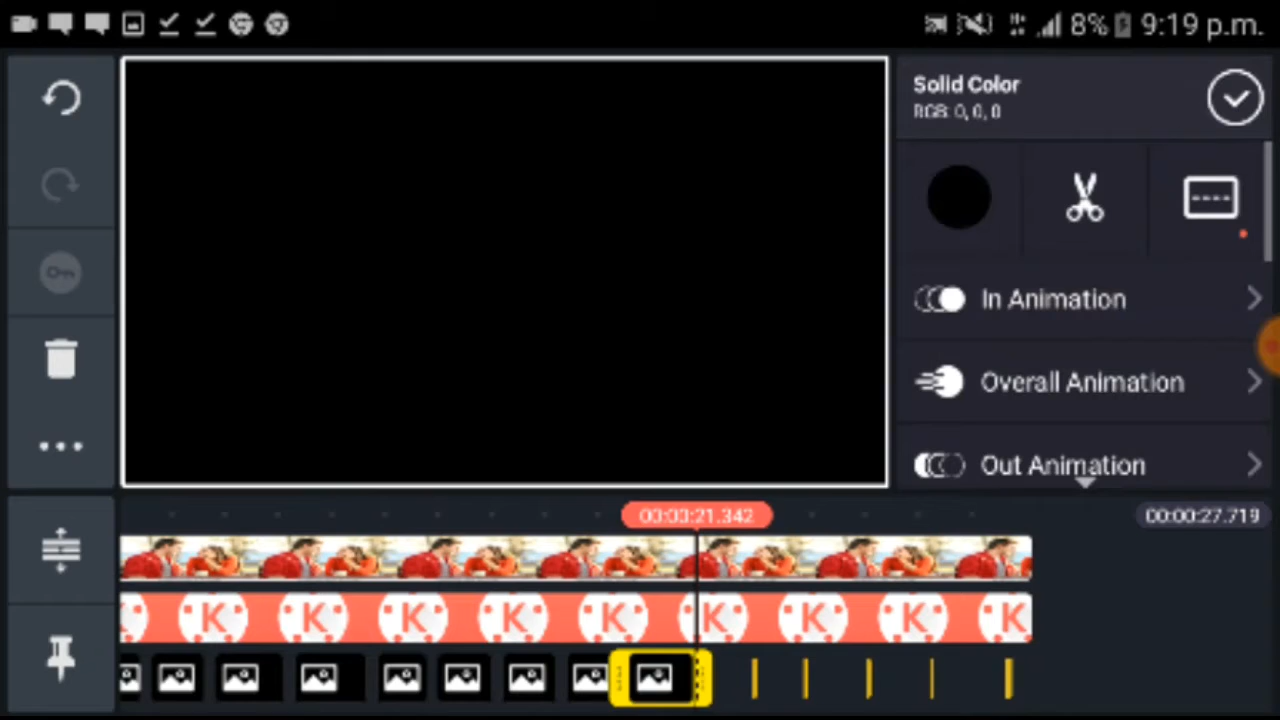 8% 9:19 p.m.
Solid Color
RGB: 0, 0, 0
In Animation
Overall Animation
Out Animation
00:00:21.342
00:00:27.719
K K K K K K K K K